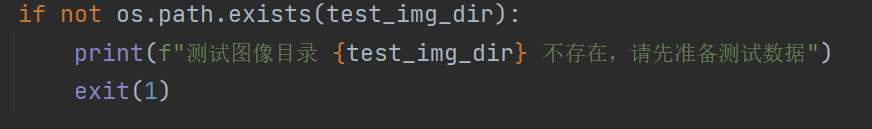 if not os.path.exists(test_img_dir):
    print(f"测试图像目录 {test_img_dir} 不存在，请先准备测试数据")
    exit(1)